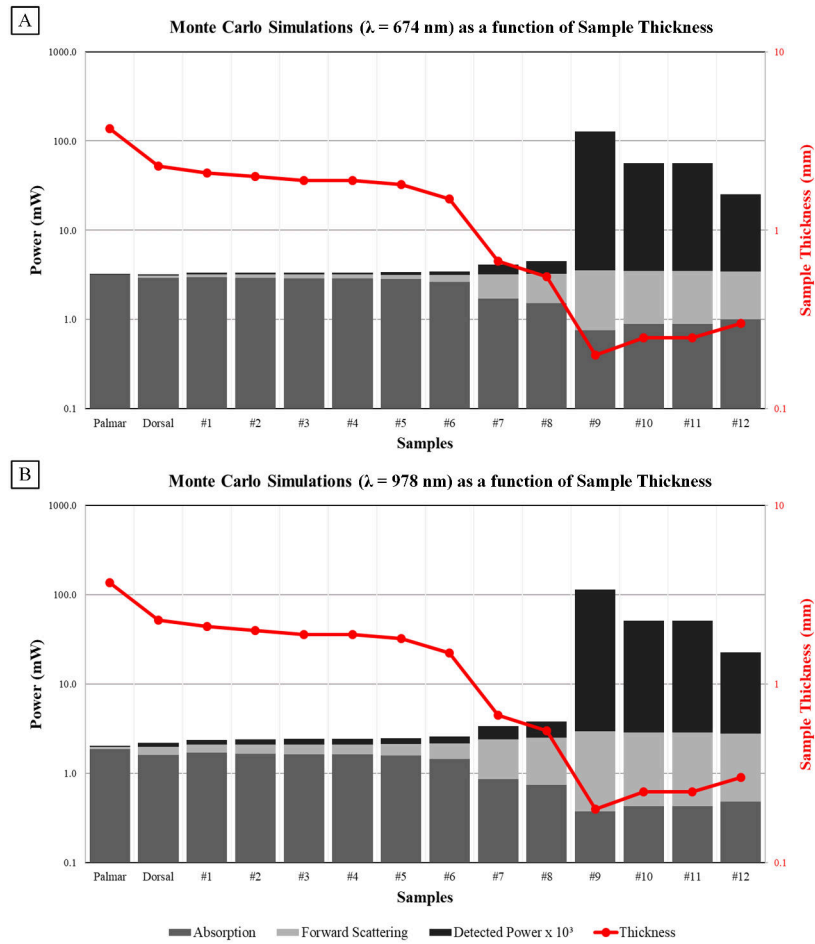 A
Monte Carlo Simulations (λ = 674 nm) as a function of Sample Thickness
1000.0
100.0
10.0
1.0
0.1
Power (mW)
10
1
0.1
Sample Thickness (mm)
Palmar Dorsal #1 #2 #3 #4 #5 #6 #7 #8 #9 #10 #11 #12
Samples
B
Monte Carlo Simulations (λ = 978 nm) as a function of Sample Thickness
1000.0
100.0
10.0
1.0
0.1
Power (mW)
10
1
0.1
Sample Thickness (mm)
Palmar Dorsal #1 #2 #3 #4 #5 #6 #7 #8 #9 #10 #11 #12
Samples
Absorption Forward Scattering Detected Power x 10³ Thickness